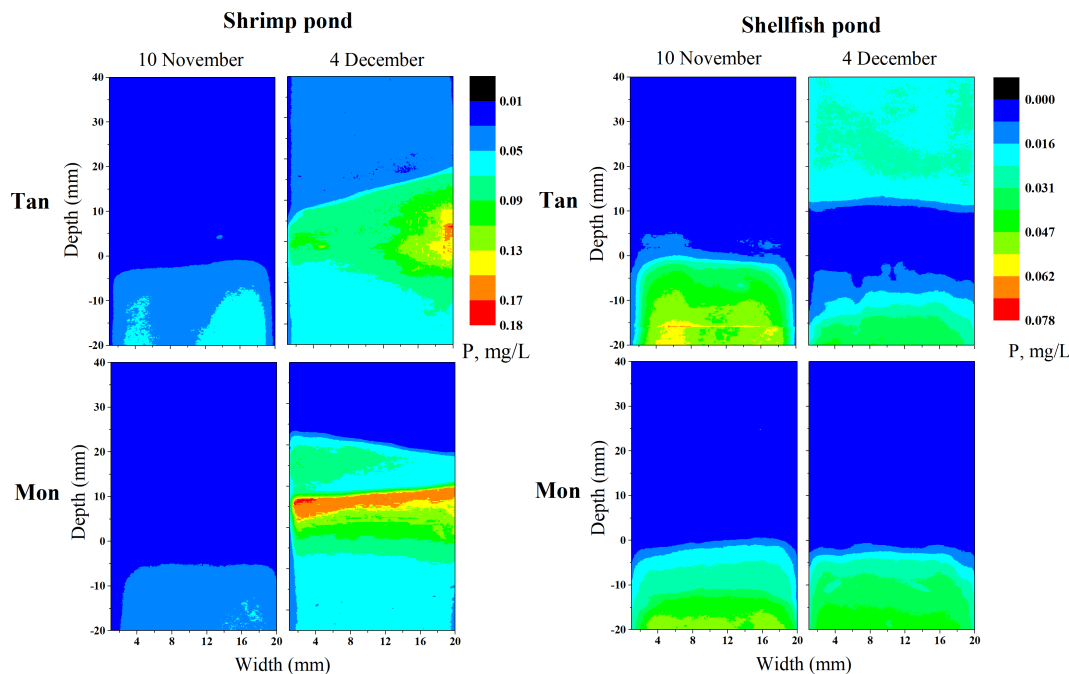 Shrimp pond
Shellfish pond
10 November
4 December
10 November
4 December
Tan
Depth (mm)
40
30
20
10
0
-10
-20
0.01
0.05
0.09
0.13
0.17
0.18
P, mg/L
Tan
Depth (mm)
40
30
20
10
0
-10
-20
0.000
0.016
0.031
0.047
0.062
0.078
P, mg/L
Mon
Depth (mm)
40
30
20
10
0
-10
-20
4 8 12 16 20
4 8 12 16 20
Width (mm)
Mon
Depth (mm)
40
30
20
10
0
-10
-20
4 8 12 16 20
4 8 12 16 20
Width (mm)